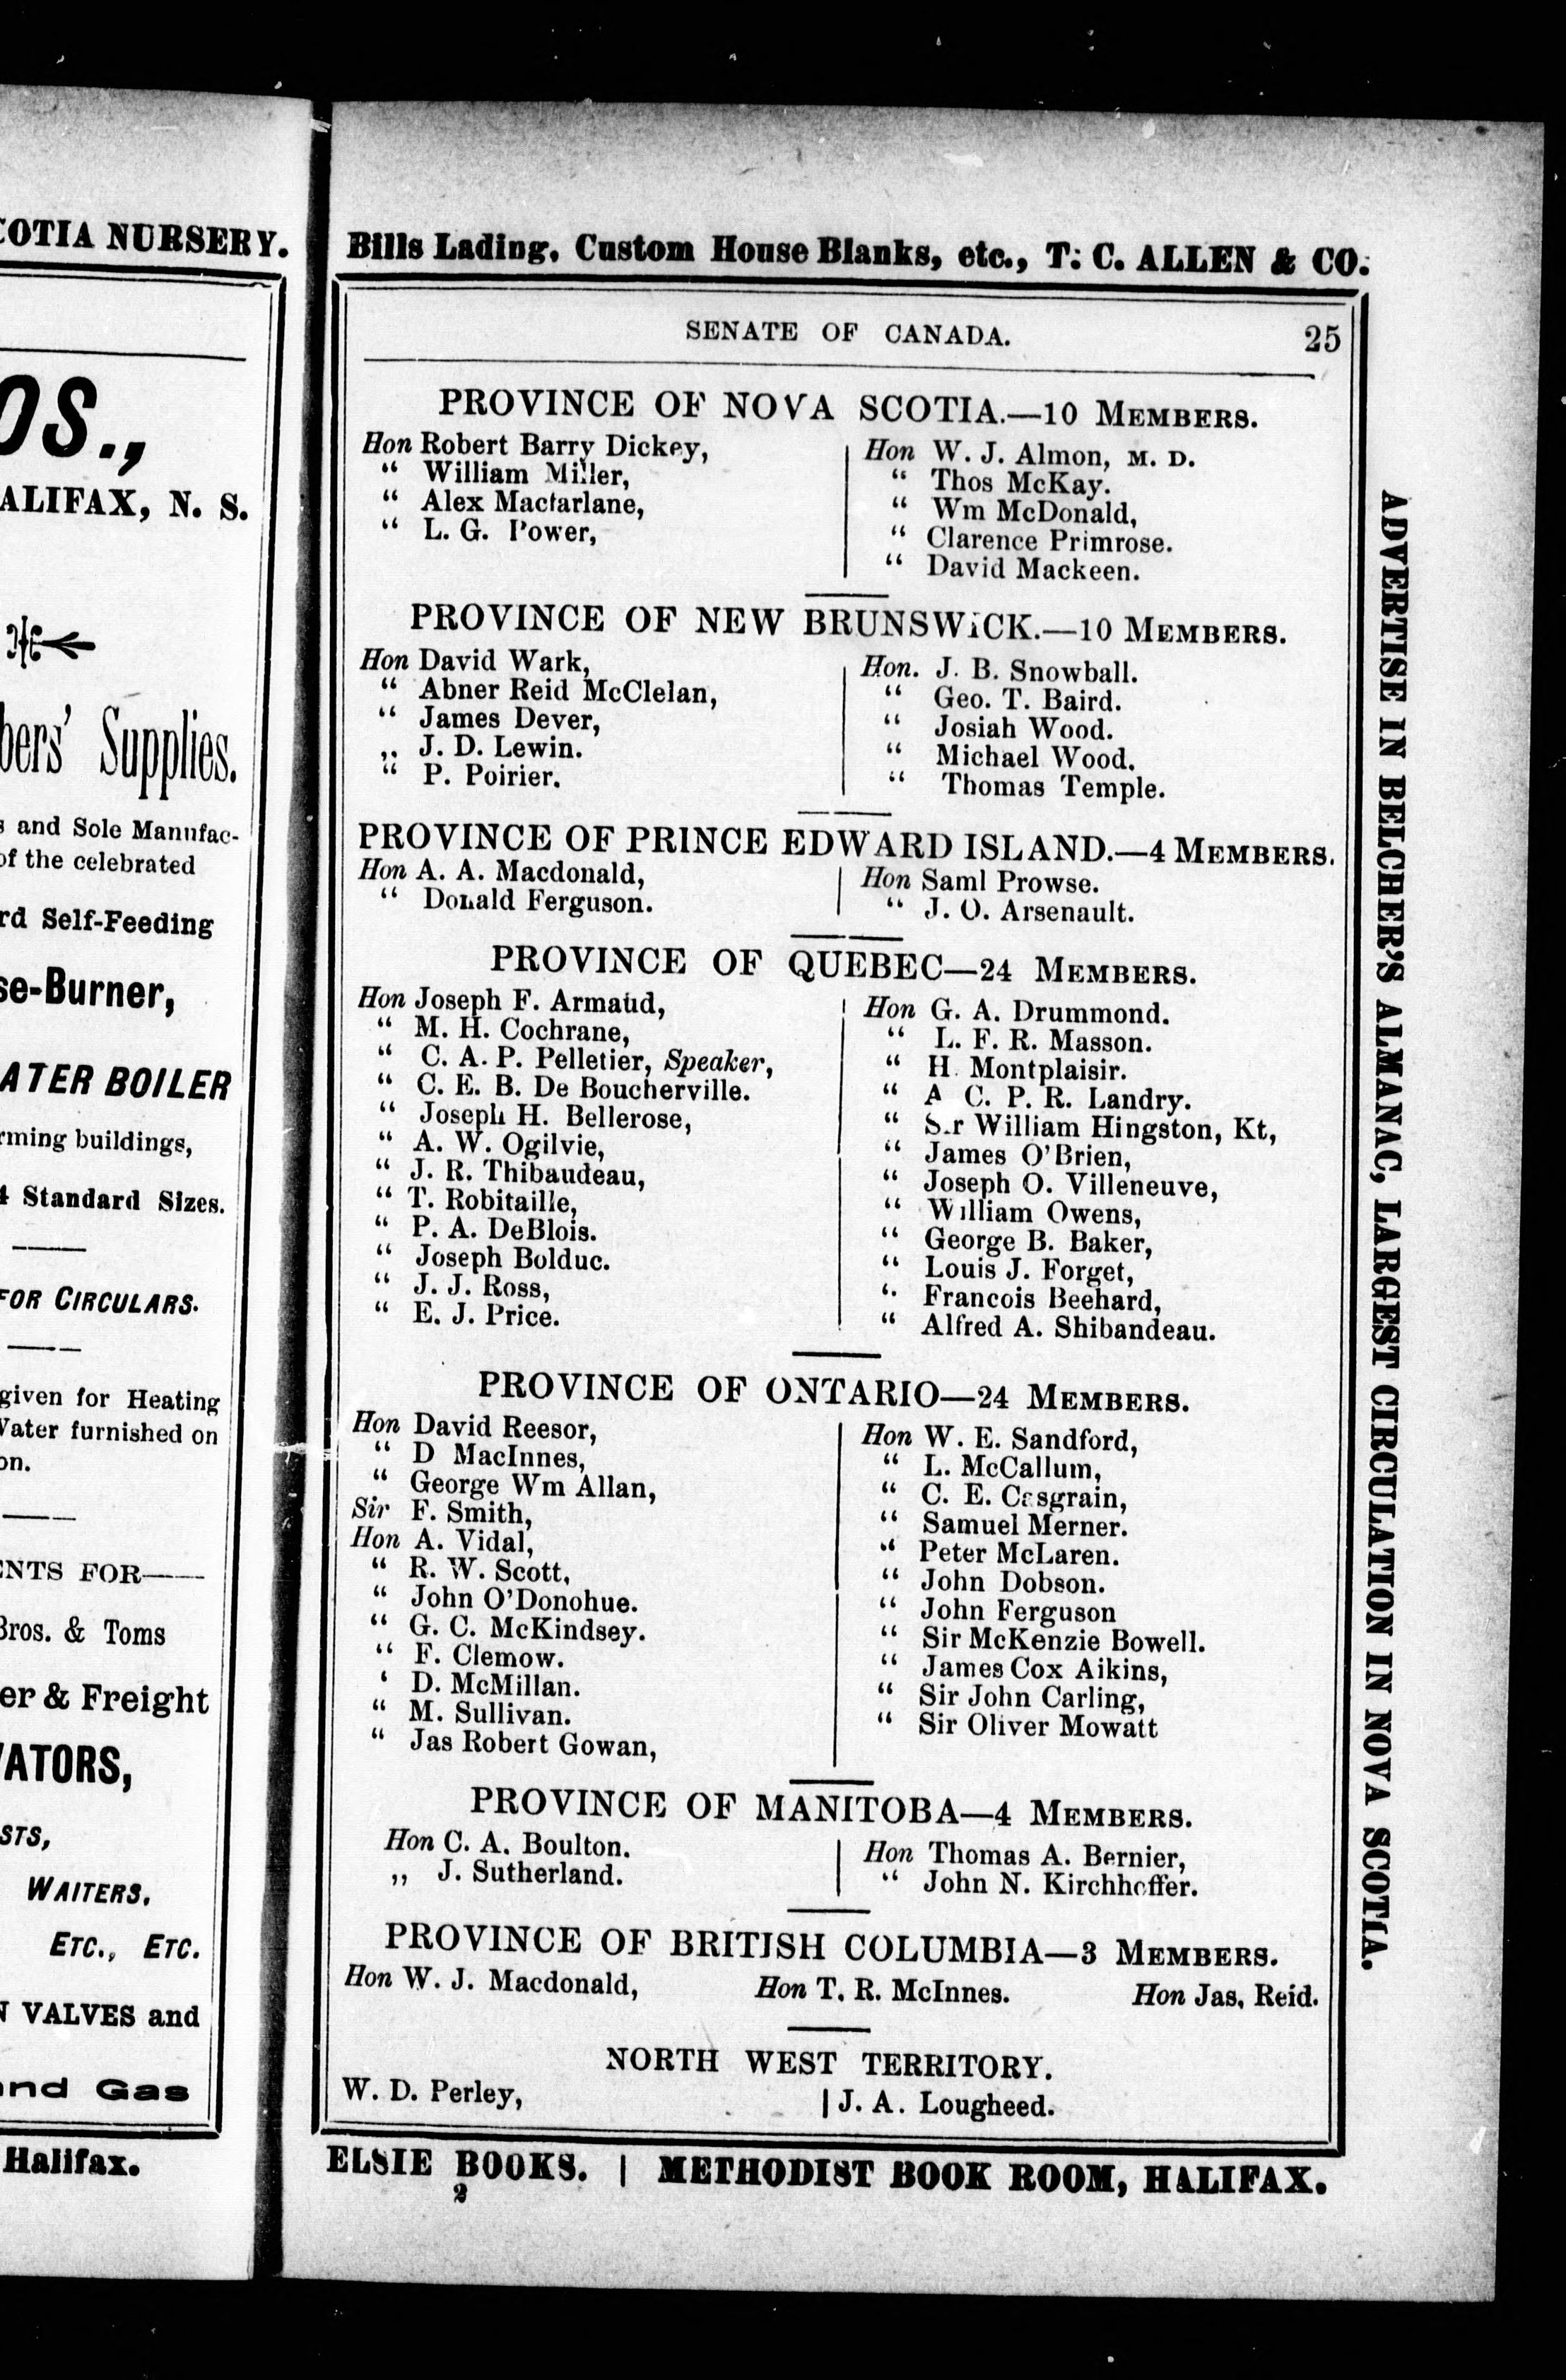 COTIA NURSERY.
OS.,
ALIFAX, N. S.
bers' Supplies.
s and Sole Manufac-
of the celebrated
rd Self-Feeding
se-Burner,
ATER BOILER
rming buildings,
4 Standard Sizes.
FOR CIRCULARS.
given for Heating
Water furnished on
on.
ENTS FOR——
Bros. & Toms
er & Freight
VATORS,
STS,
WAITERS.
ETC., ETC.
N VALVES and
and Gas
Halifax.
Bills Lading, Custom House Blanks, etc., T. C. ALLEN & CO.
SENATE OF CANADA. 25
PROVINCE OF NOVA SCOTIA.—10 MEMBERS.
Hon Robert Barry Dickey,
" William Miller,
" Alex Macfarlane,
" L. G. Power,
Hon W. J. Almon, M. D.
" Thos McKay.
" Wm McDonald,
" Clarence Primrose.
" David Mackeen.
PROVINCE OF NEW BRUNSWiCK.—10 MEMBERS.
Hon David Wark,
" Abner Reid McClelan,
" James Dever,
,, J. D. Lewin.
" P. Poirier.
Hon. J. B. Snowball.
" Geo. T. Baird.
" Josiah Wood.
" Michael Wood.
" Thomas Temple.
PROVINCE OF PRINCE EDWARD ISLAND.—4 MEMBERS.
Hon A. A. Macdonald,
" Donald Ferguson.
Hon Saml Prowse.
" J. O. Arsenault.
PROVINCE OF QUEBEC—24 MEMBERS.
Hon Joseph F. Armaud,
" M. H. Cochrane,
" C. A. P. Pelletier, Speaker,
" C. E. B. De Boucherville.
" Joseph H. Bellerose,
" A. W. Ogilvie,
" J. R. Thibaudeau,
" T. Robitaille,
" P. A. DeBlois.
" Joseph Bolduc.
" J. J. Ross,
" E. J. Price.
Hon G. A. Drummond.
" L. F. R. Masson.
" H. Montplaisir.
" A C. P. R. Landry.
" S.r William Hingston, Kt,
" James O'Brien,
" Joseph O. Villeneuve,
" William Owens,
" George B. Baker,
" Louis J. Forget,
" Francois Beehard,
" Alfred A. Shibandeau.
PROVINCE OF ONTARIO—24 MEMBERS.
Hon David Reesor,
" D MacInnes,
" George Wm Allan,
Sir F. Smith,
Hon A. Vidal,
" R. W. Scott,
" John O'Donohue.
" G. C. McKindsey.
" F. Clemow.
' D. McMillan.
" M. Sullivan.
" Jas Robert Gowan,
Hon W. E. Sandford,
" L. McCallum,
" C. E. Casgrain,
" Samuel Merner.
" Peter McLaren.
" John Dobson.
" John Ferguson
" Sir McKenzie Bowell.
" James Cox Aikins,
" Sir John Carling,
" Sir Oliver Mowatt
PROVINCE OF MANITOBA—4 MEMBERS.
Hon C. A. Boulton.
,, J. Sutherland.
Hon Thomas A. Bernier,
" John N. Kirchhoffer.
PROVINCE OF BRITISH COLUMBIA—3 MEMBERS.
Hon W. J. Macdonald, Hon T. R. McInnes. Hon Jas. Reid.
NORTH WEST TERRITORY.
W. D. Perley, | J. A. Lougheed.
ELSIE BOOKS. | METHODIST BOOK ROOM, HALIFAX.
2
ADVERTISE IN BELCHER'S ALMANAC, LARGEST CIRCULATION IN NOVA SCOTIA.